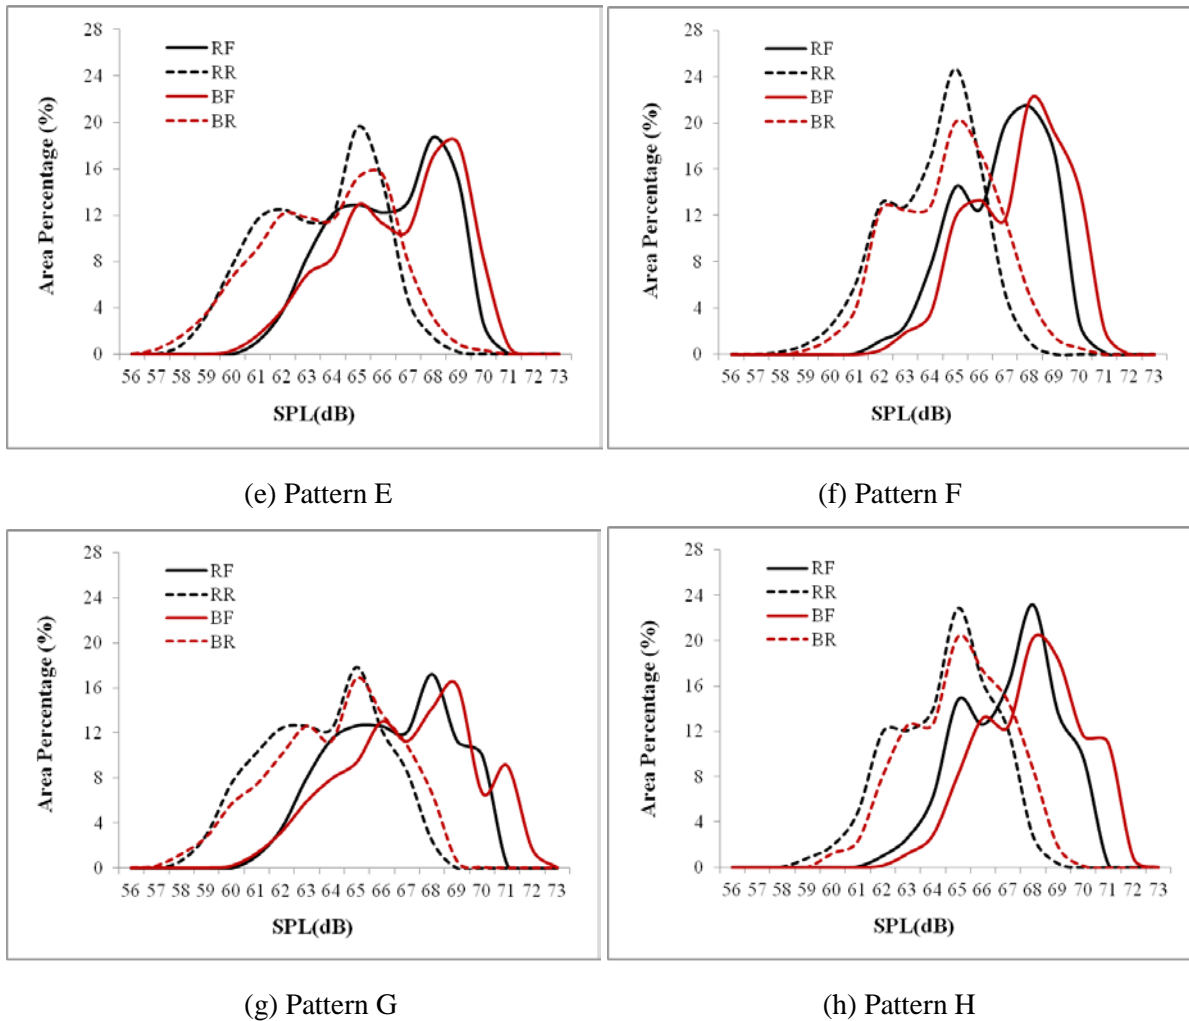 28
24
20
16
12
8
4
0
Area Percentage (%)
RF
RR
BF
BR
56 57 58 59 60 61 62 63 64 65 66 67 68 69 70 71 72 73
SPL(dB)
(e) Pattern E
28
24
20
16
12
8
4
0
Area Percentage (%)
RF
RR
BF
BR
56 57 58 59 60 61 62 63 64 65 66 67 68 69 70 71 72 73
SPL(dB)
(f) Pattern F
28
24
20
16
12
8
4
0
Area Percentage (%)
RF
RR
BF
BR
56 57 58 59 60 61 62 63 64 65 66 67 68 69 70 71 72 73
SPL(dB)
(g) Pattern G
28
24
20
16
12
8
4
0
Area Percentage (%)
RF
RR
BF
BR
56 57 58 59 60 61 62 63 64 65 66 67 68 69 70 71 72 73
SPL(dB)
(h) Pattern H